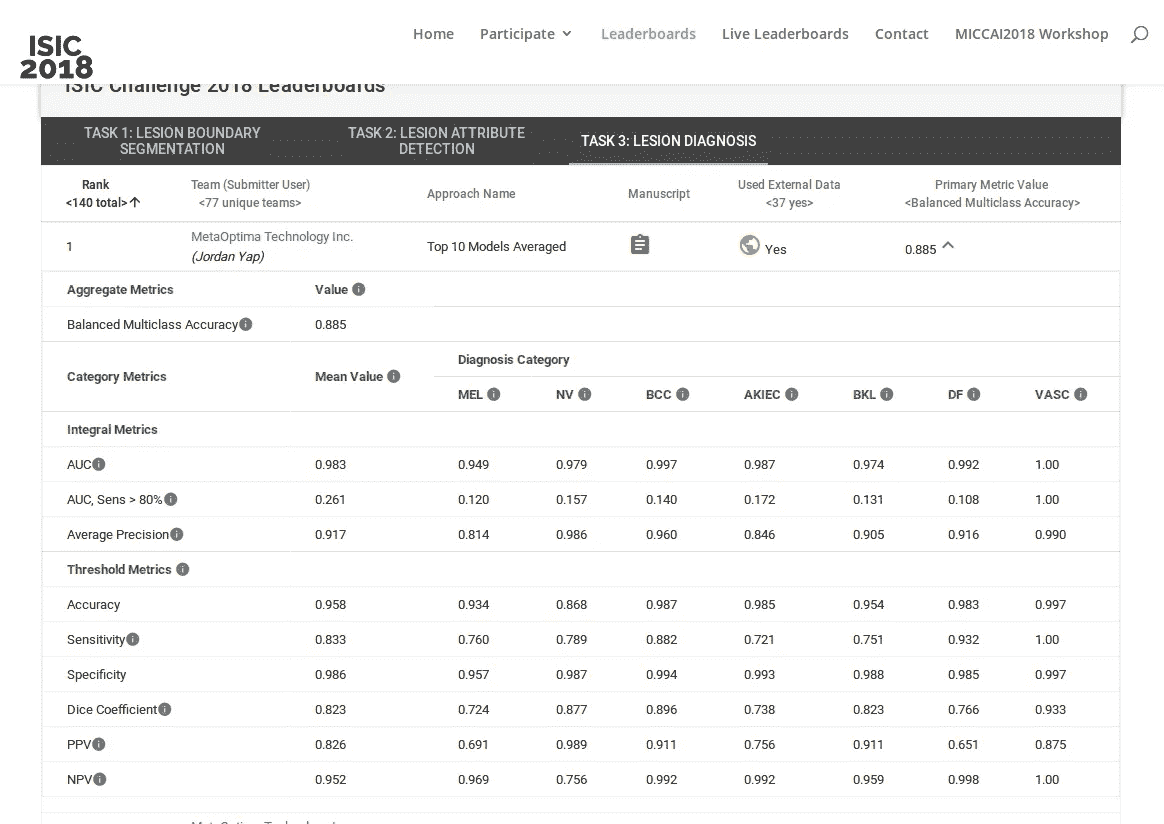 ISIC
2018
Home Participate Leaderboards Live Leaderboards Contact MICCAI2018 Workshop
ISIC Challenge 2018 Leaderboards
TASK 1: LESION BOUNDARY SEGMENTATION TASK 2: LESION ATTRIBUTE DETECTION TASK 3: LESION DIAGNOSIS
Rank <140 total> Team (Submitter User) <77 unique teams> Approach Name Manuscript Used External Data <37 yes> Primary Metric Value <Balanced Multiclass Accuracy>
1 MetaOptima Technology Inc. (Jordan Yap) Top 10 Models Averaged Yes 0.885
Aggregate Metrics Value
Balanced Multiclass Accuracy 0.885
Category Metrics Mean Value Diagnosis Category
MEL NV BCC AKIEC BKL DF VASC
Integral Metrics
AUC 0.983 0.949 0.979 0.997 0.987 0.974 0.992 1.00
AUC, Sens > 80% 0.261 0.120 0.157 0.140 0.172 0.131 0.108 1.00
Average Precision 0.917 0.814 0.986 0.960 0.846 0.905 0.916 0.990
Threshold Metrics
Accuracy 0.958 0.934 0.868 0.987 0.985 0.954 0.983 0.997
Sensitivity 0.833 0.760 0.789 0.882 0.721 0.751 0.932 1.00
Specificity 0.986 0.957 0.987 0.994 0.993 0.988 0.985 0.997
Dice Coefficient 0.823 0.724 0.877 0.896 0.738 0.823 0.766 0.933
PPV 0.826 0.691 0.989 0.911 0.756 0.911 0.651 0.875
NPV 0.952 0.969 0.756 0.992 0.992 0.959 0.998 1.00